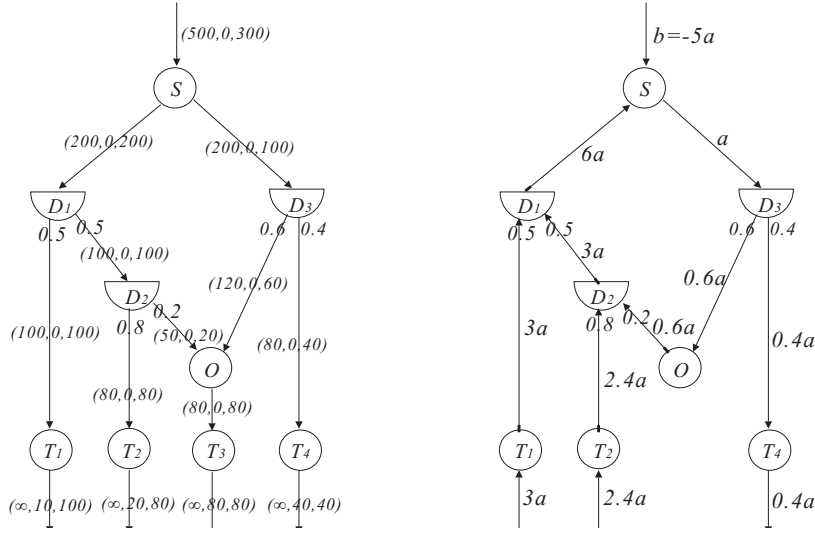 (500,0,300)
S
(200,0,200)
(200,0,100)
D1
D3
0.5
0.5
0.6
0.4
(100,0,100)
D2
(120,0,60)
0.2
0.8
(50,0,20)
(100,0,100)
(80,0,40)
O
(80,0,80)
(80,0,80)
T1
T2
T3
T4
(∞,10,100)
(∞,20,80)
(∞,80,80)
(∞,40,40)
b=-5a
S
6a
a
D1
D3
0.5
0.5
0.6
0.4
3a
D2
0.6a
0.2
0.8
0.6a
3a
0.4a
O
2.4a
T1
T2
T4
3a
2.4a
0.4a